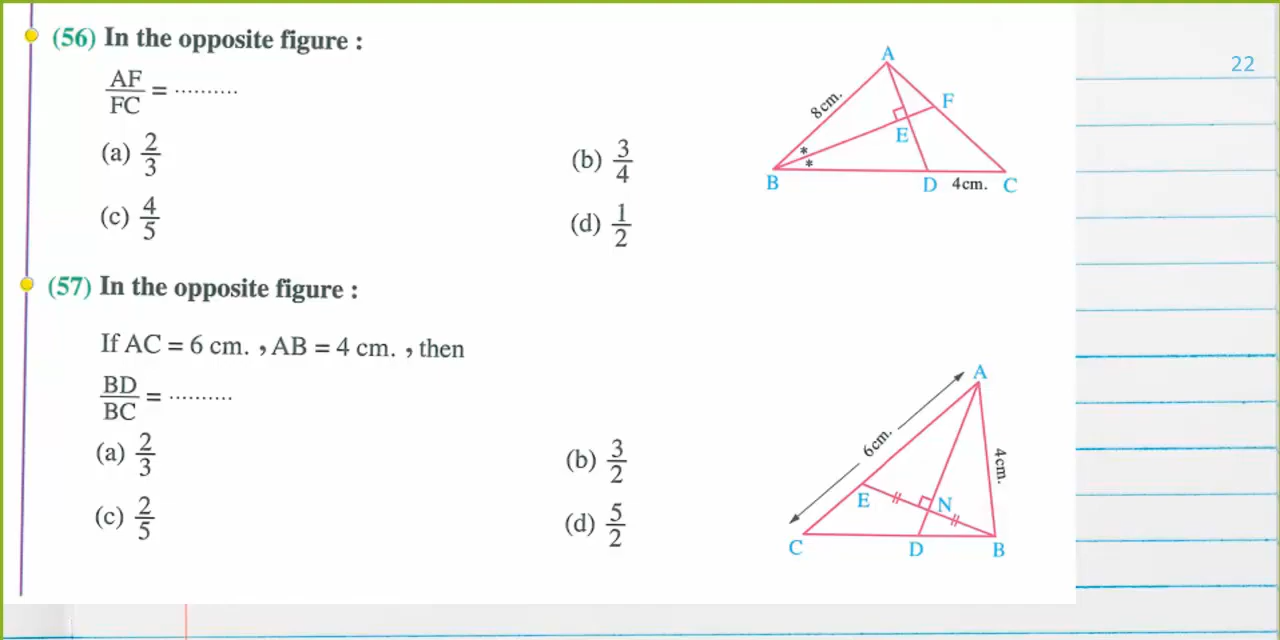 (56) In the opposite figure :
AF/FC = ..........
(a) 2/3
(b) 3/4
(c) 4/5
(d) 1/2
A
8cm.
F
E
B
D
4cm.
C
22
(57) In the opposite figure :
If AC = 6 cm. , AB = 4 cm. , then
BD/BC = ..........
(a) 2/3
(b) 3/2
(c) 2/5
(d) 5/2
A
6cm.
4cm.
E
N
C
D
B